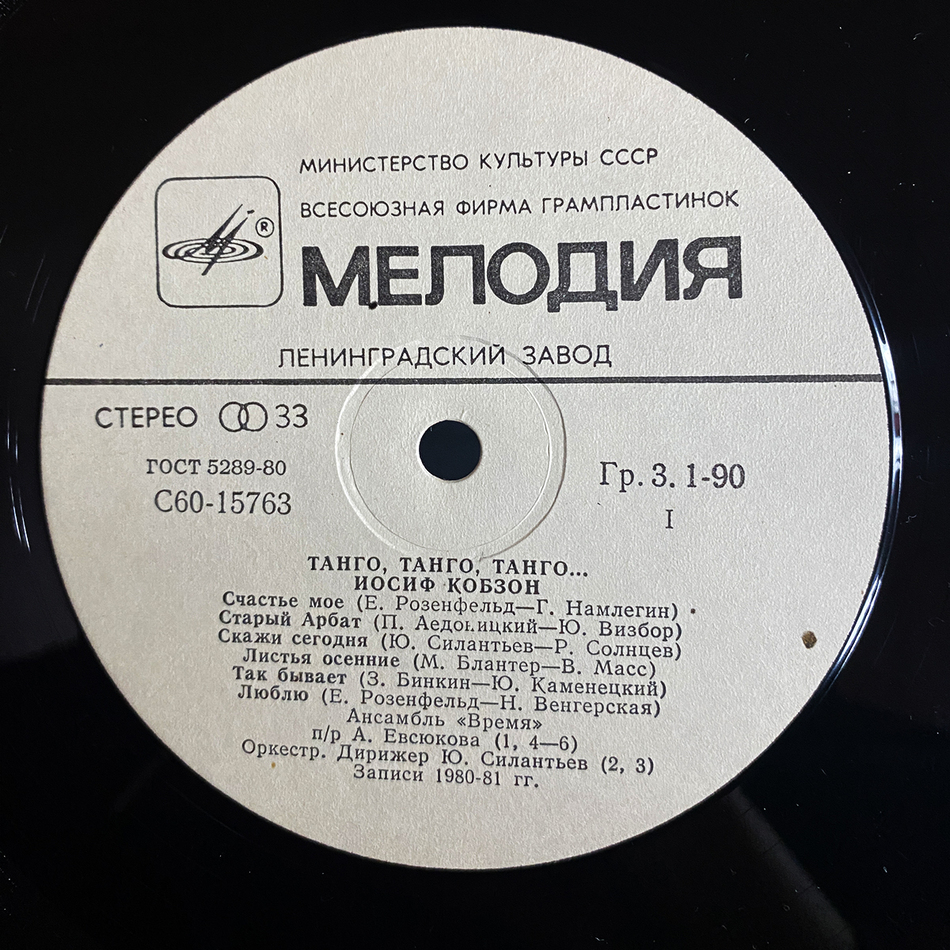 МИНИСТЕРСТВО КУЛЬТУРЫ СССР
ВСЕСОЮЗНАЯ ФИРМА ГРАМПЛАСТИНОК
®
МЕЛОДИЯ
ЛЕНИНГРАДСКИЙ ЗАВОД
СТЕРЕО 33
ГОСТ 5289-80
С60-15763
Гр. 3. 1-90
I
ТАНГО, ТАНГО, ТАНГО...
ИОСИФ КОБЗОН
Счастье мое (Е. Розенфельд—Г. Намлегин)
Старый Арбат (П. Аедоницкий—Ю. Визбор)
Скажи сегодня (Ю. Силантьев—Р. Солнцев)
Листья осенние (М. Блантер—В. Масс)
Так бывает (З. Бинкин—Ю. Каменецкий)
Люблю (Е. Розенфельд—Н. Венгерская)
Ансамбль «Время»
п/р А. Евсюкова (1, 4—6)
Оркестр. Дирижер Ю. Силантьев (2, 3)
Записи 1980-81 гг.